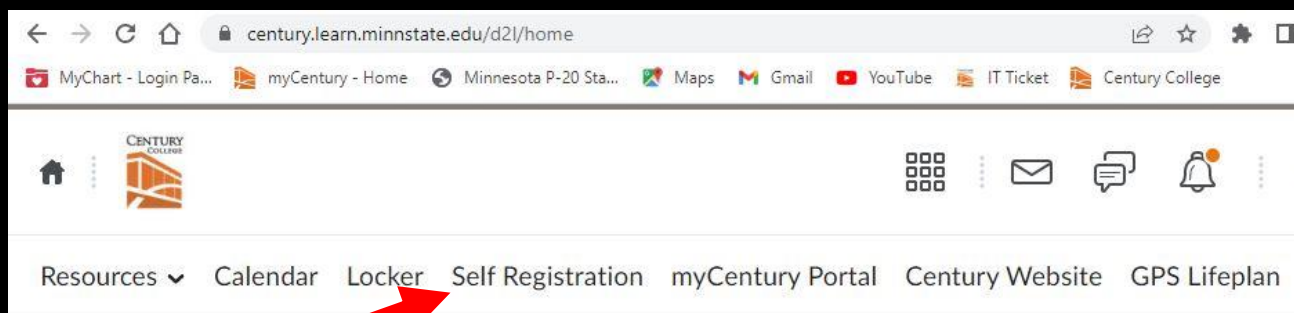 century.learn.minnstate.edu/d2l/home
MyChart - Login Pa... myCentury - Home Minnesota P-20 Sta... Maps Gmail YouTube IT Ticket Century College
CENTURY
COLLEGE
Resources Calendar Locker Self Registration myCentury Portal Century Website GPS Lifeplan